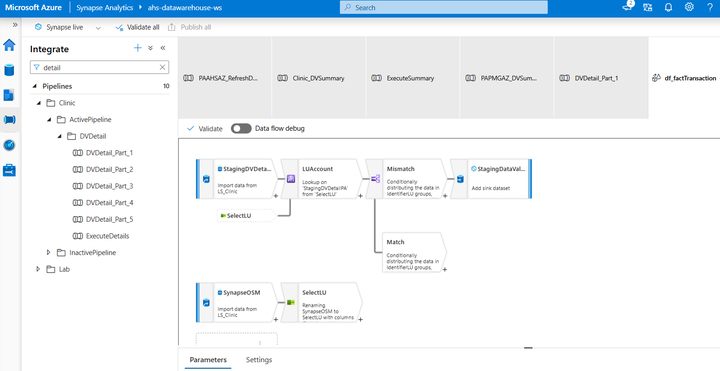 Microsoft Azure
Synapse Analytics
ahs-datawarehouse-ws
Search
2
Synapse live
Validate all
Publish all
Integrate
detail
Pipelines
10
Clinic
ActivePipeline
DVDetail
DVDetail_Part_1
DVDetail_Part_2
DVDetail_Part_3
DVDetail_Part_4
DVDetail_Part_5
ExecuteDetails
InactivePipeline
Lab
PAAHSAZ_RefreshD...
Clinic_DVSummary
ExecuteSummary
PAPMGAZ_DVSum...
DVDetail_Part_1
df_factTransaction
Validate
Data flow debug
StagingDVDeta...
Import data from
LS_Clinic
LUAccount
Lookup on
'StagingDVDetailPA'
from 'SelectLU'
Mismatch
Conditionally
distributing the data in
IdentifierLU groups,
StagingDataVal...
Add sink dataset
SelectLU
Match
Conditionally
distributing the data in
IdentifierLU groups,
SynapseOSM
Import data from
LS_Clinic
SelectLU
Renaming
SynapseOSM to
SelectLU with columns
Parameters
Settings